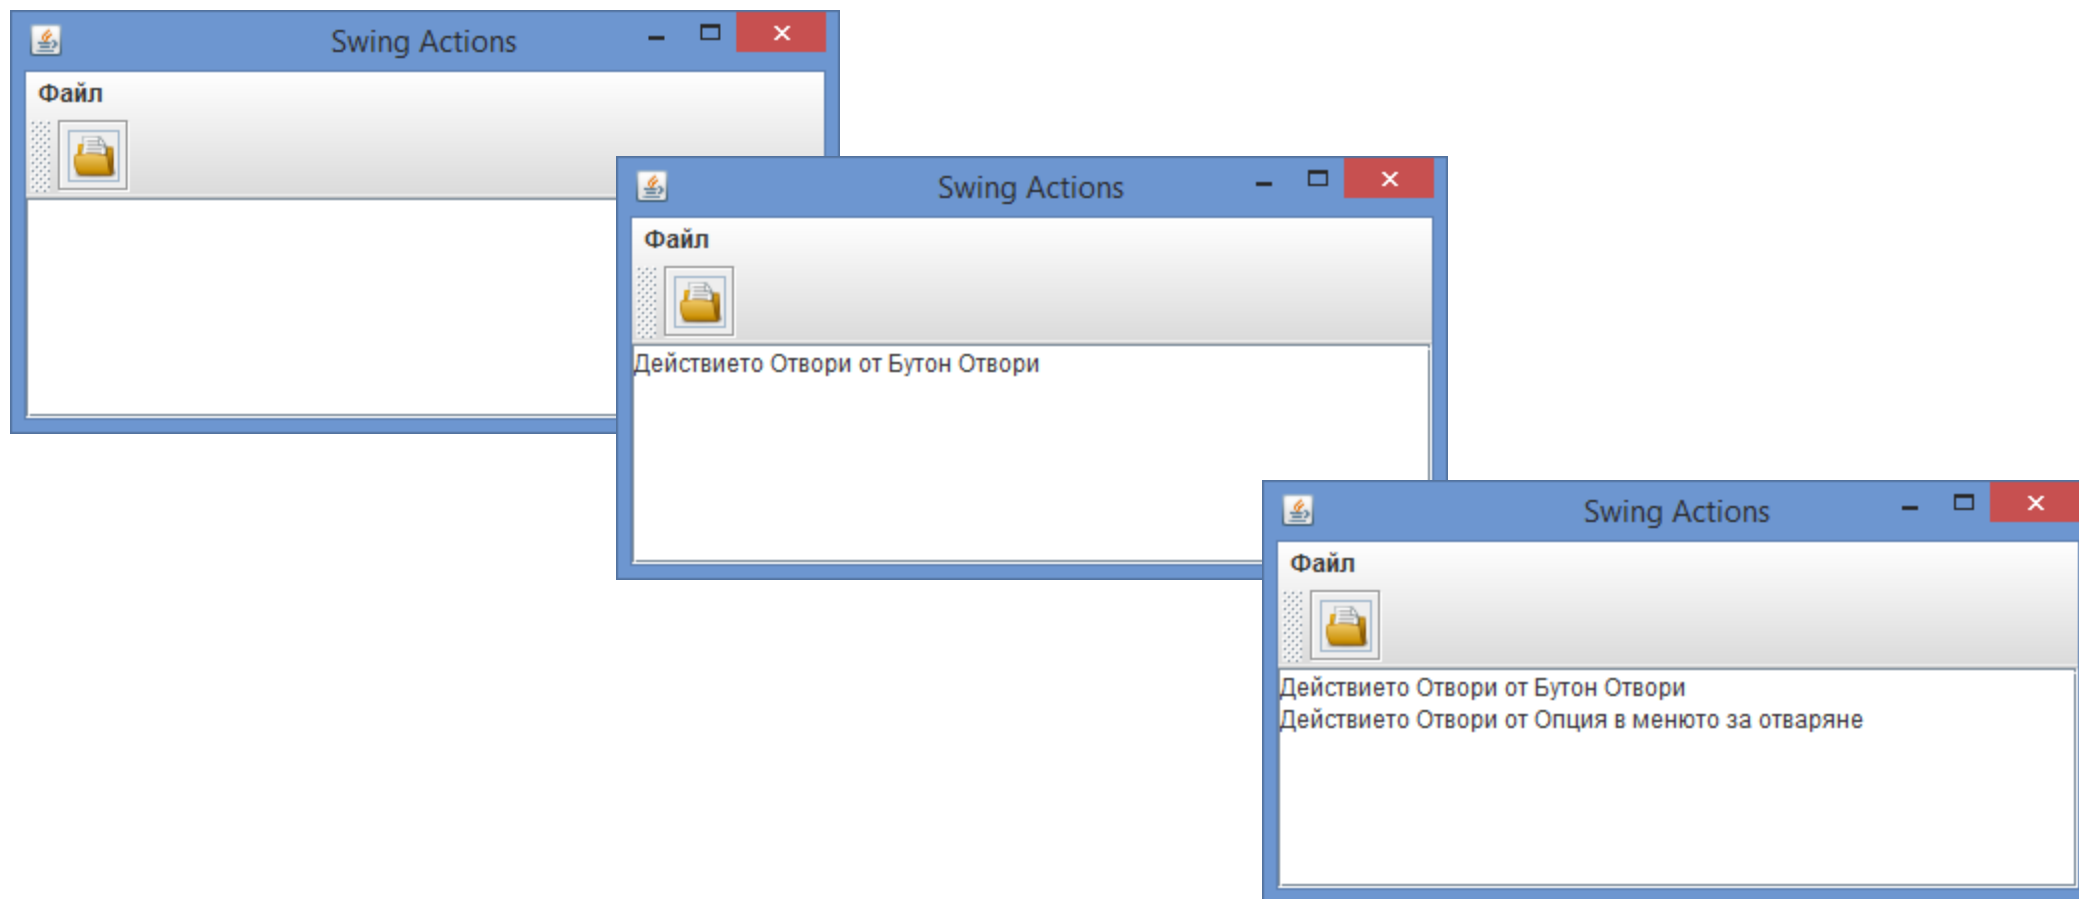 Swing Actions
Файл
Swing Actions
Файл
Действието Отвори от Бутон Отвори
Swing Actions
Файл
Действието Отвори от Бутон Отвори
Действието Отвори от Опция в менюто за отваряне